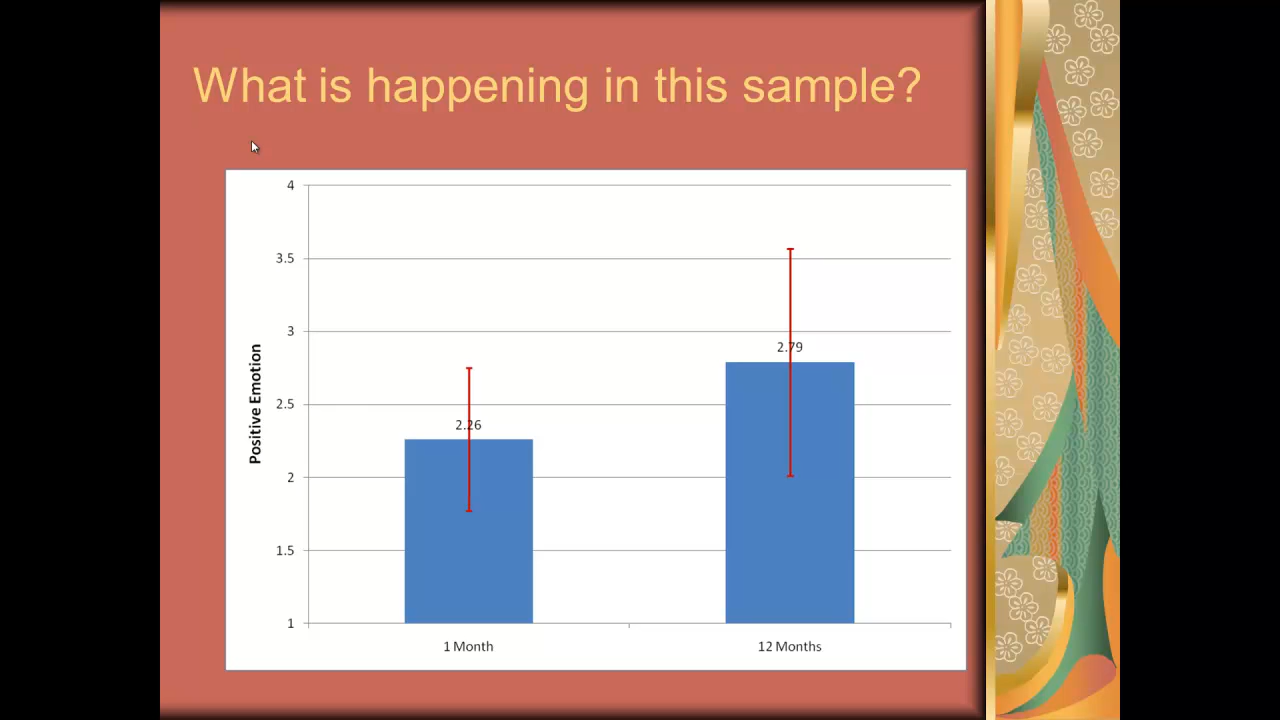 What is happening in this sample?
4
3.5
3
2.5
2
1.5
1
Positive Emotion
2.26
2.79
1 Month
12 Months